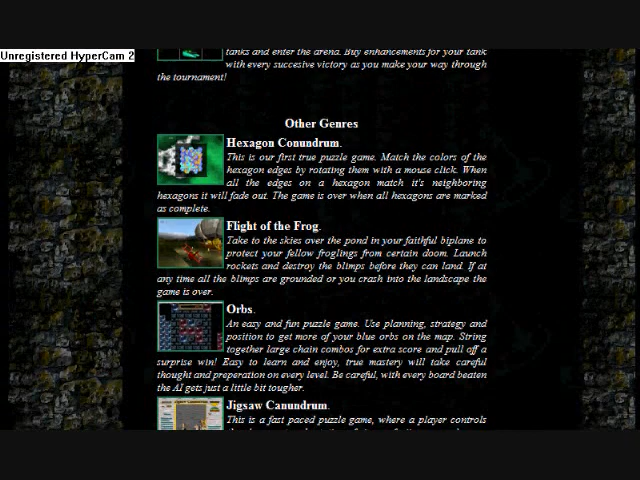 Unregistered HyperCam 2
tanks and enter the arena. Buy enhancements for your tank
with every succesive victory as you make your way through
the tournament!
Other Genres
Hexagon Conundrum.
This is our first true puzzle game. Match the colors of the
hexagon edges by rotating them with a mouse click. When
all the edges on a hexagon match it's neighboring
hexagons it will fade out. The game is over when all hexagons are marked
as complete.
Flight of the Frog.
Take to the skies over the pond in your faithful biplane to
protect your fellow froglings from certain doom. Launch
rockets and destroy the blimps before they can land. If at
any time all the blimps are grounded or you crash into the landscape the
game is over.
Orbs.
An easy and fun puzzle game. Use planning, strategy and
position to get more of your blue orbs on the map. String
together large chain combos for extra score and pull off a
surprise win! Easy to learn and enjoy, true mastery will take careful
thought and preperation on every level. Be careful, with every board beaten
the AI gets just a little bit tougher.
Jigsaw Canundrum.
This is a fast paced puzzle game, where a player controls